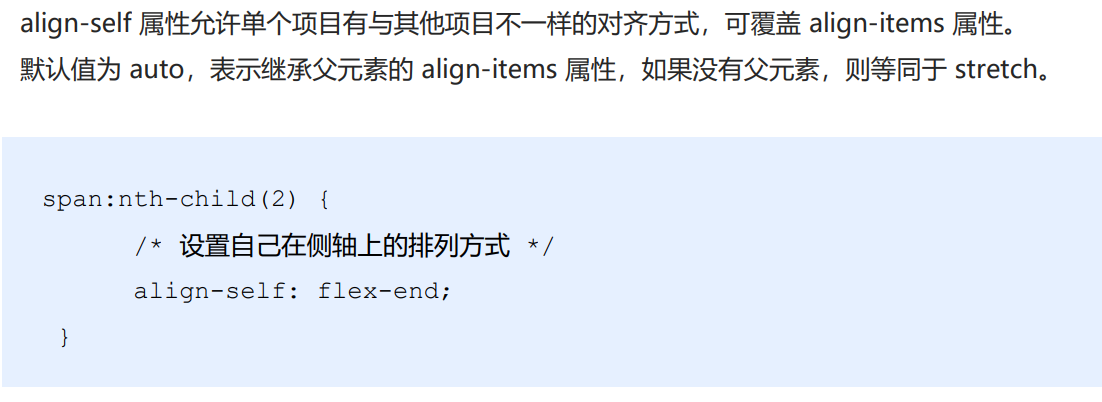 align-self 属性允许单个项目有与其他项目不一样的对齐方式，可覆盖 align-items 属性。
默认值为 auto，表示继承父元素的 align-items 属性，如果没有父元素，则等同于 stretch。
span:nth-child(2) {
/* 设置自己在侧轴上的排列方式 */
align-self: flex-end;
}